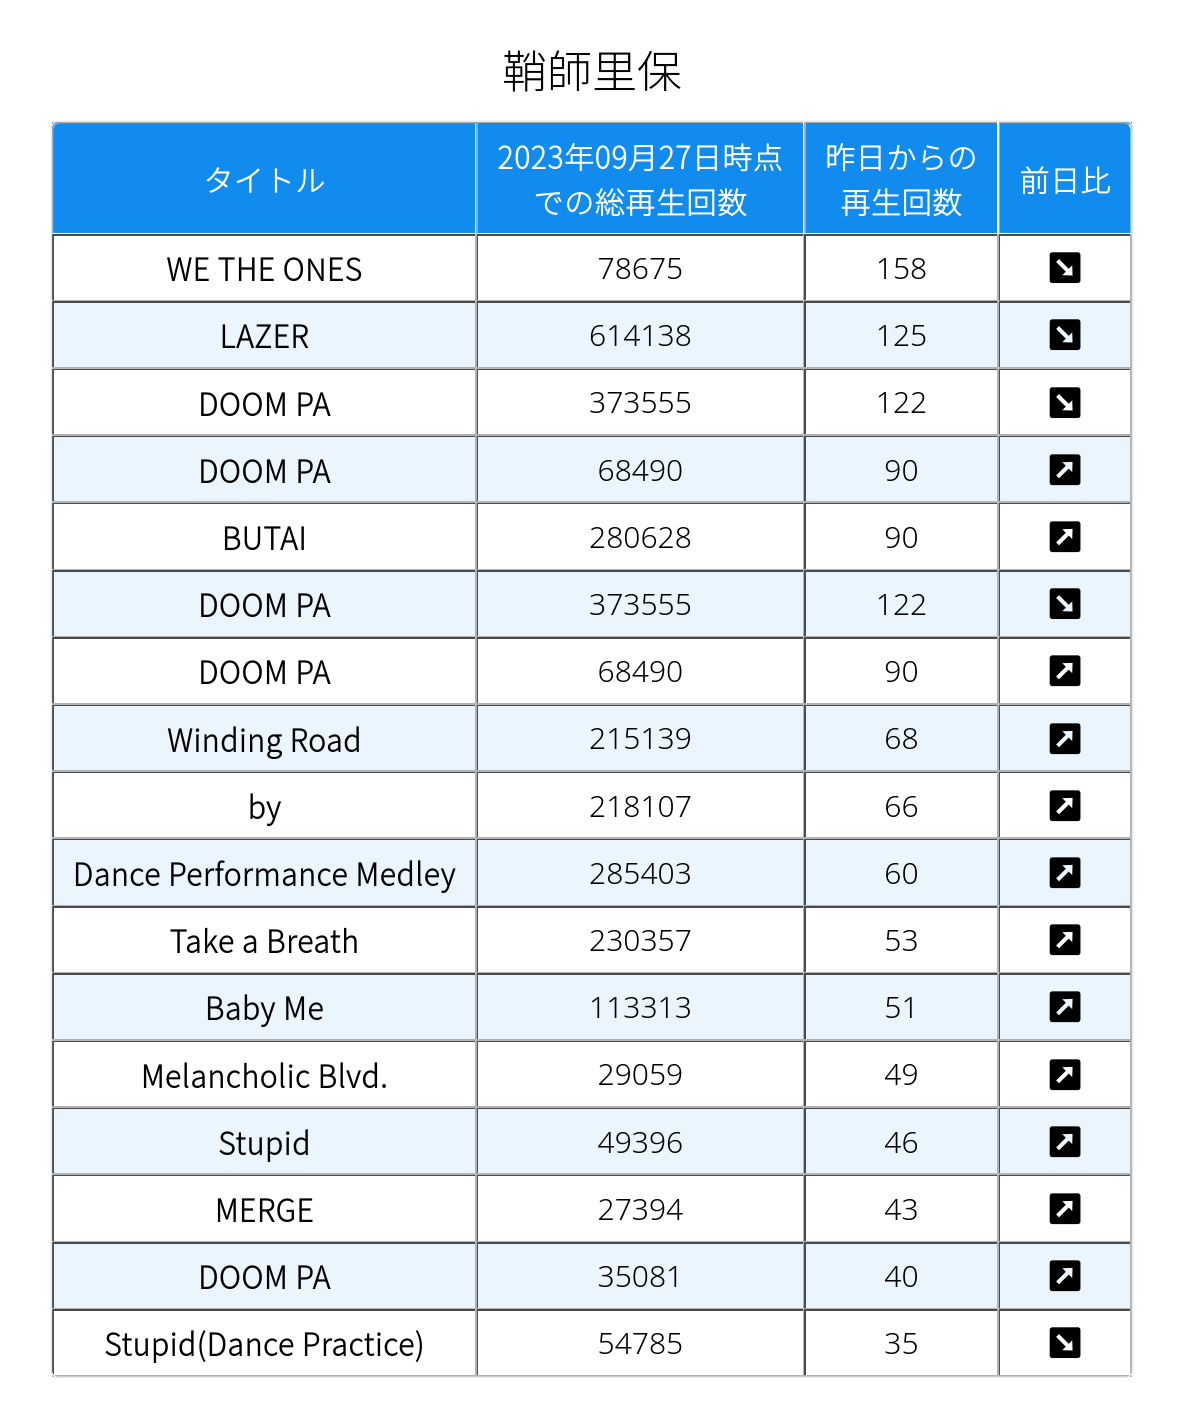 鞘師里保
タイトル 2023年09月27日時点での総再生回数 昨日からの再生回数 前日比
WE THE ONES 78675 158 ↘
LAZER 614138 125 ↘
DOOM PA 373555 122 ↘
DOOM PA 68490 90 ↗
BUTAI 280628 90 ↗
DOOM PA 373555 122 ↘
DOOM PA 68490 90 ↗
Winding Road 215139 68 ↗
by 218107 66 ↗
Dance Performance Medley 285403 60 ↗
Take a Breath 230357 53 ↗
Baby Me 113313 51 ↗
Melancholic Blvd. 29059 49 ↗
Stupid 49396 46 ↗
MERGE 27394 43 ↗
DOOM PA 35081 40 ↗
Stupid(Dance Practice) 54785 35 ↘